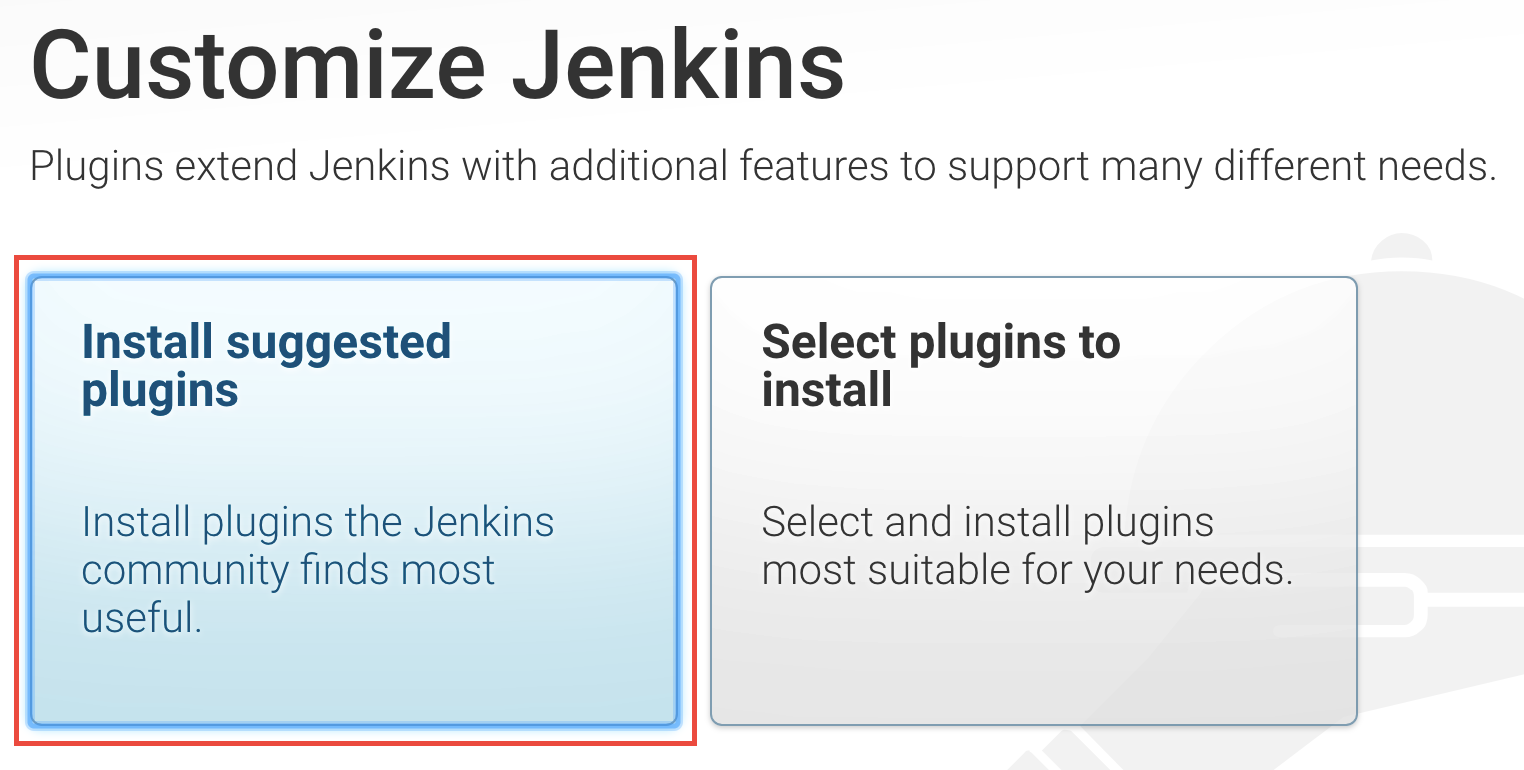 Customize Jenkins
Plugins extend Jenkins with additional features to support many different needs.
Install suggested
plugins
Install plugins the Jenkins
community finds most
useful.
Select plugins to
install
Select and install plugins
most suitable for your needs.